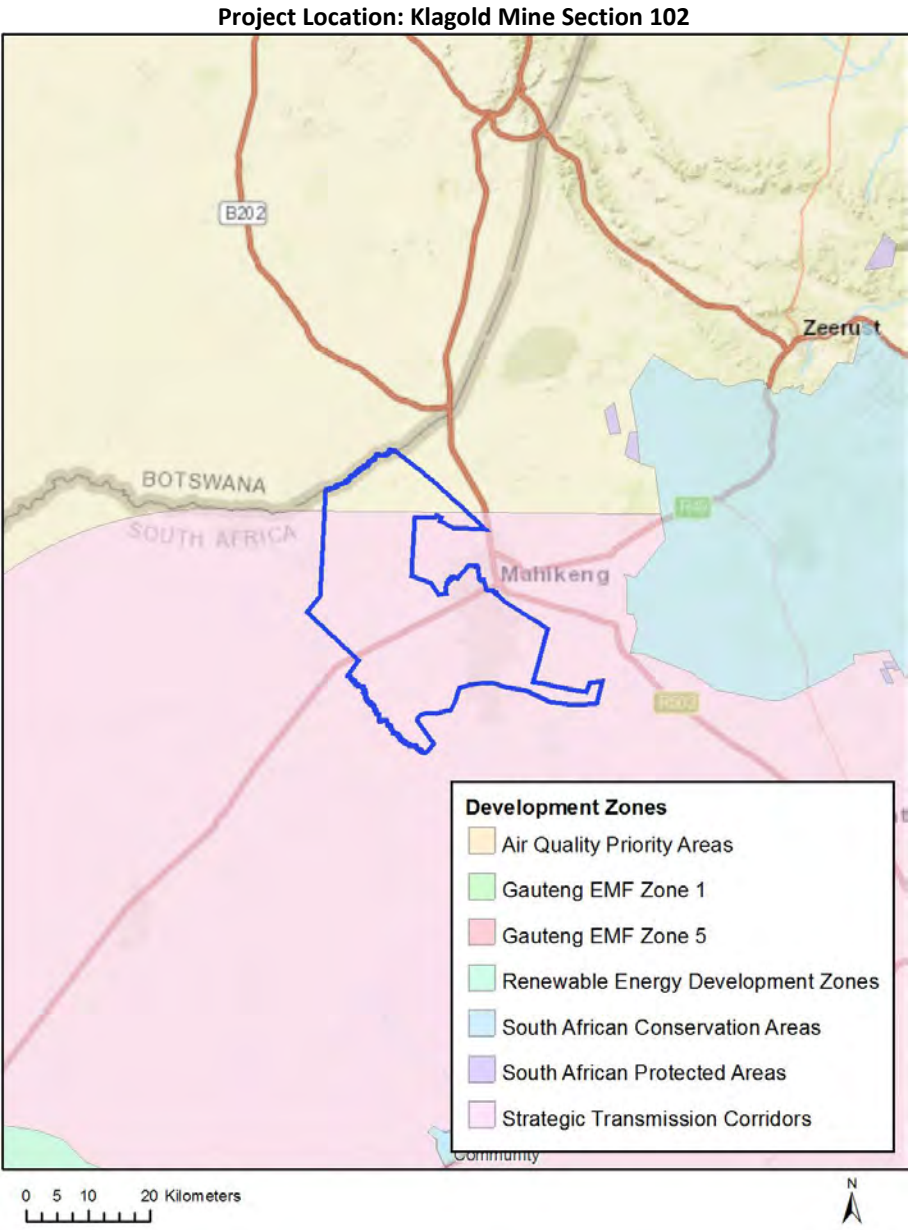 Project Location: Klagold Mine Section 102
B202
Zeerust
BOTSWANA
SOUTH AFRICA
R49
Mahikeng
R503
Development Zones
Air Quality Priority Areas
Gauteng EMF Zone 1
Gauteng EMF Zone 5
Renewable Energy Development Zones
South African Conservation Areas
South African Protected Areas
Strategic Transmission Corridors
Community
0 5 10 20 Kilometers
N